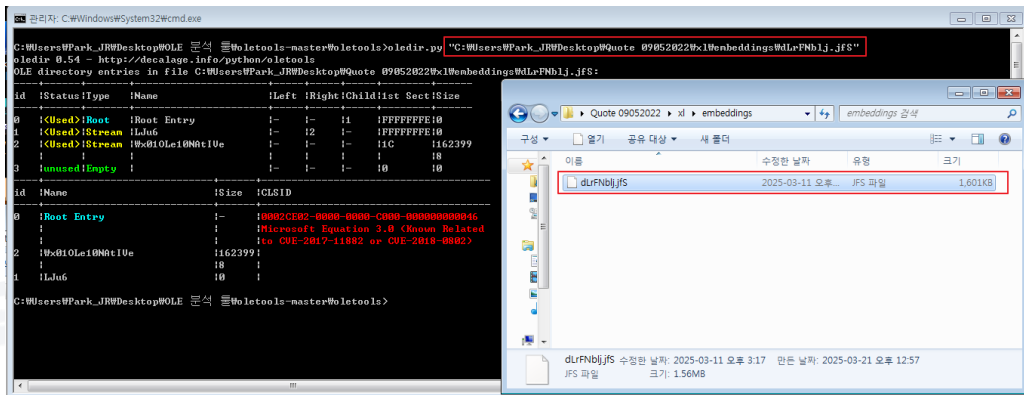 관리자: C:₩Windows₩System32₩cmd.exe
C:₩Users₩Park_JR₩Desktop₩OLE 분석 툴₩oletools-master₩oletools>oledir.py "C:₩Users₩Park_JR₩Desktop₩Quote 09052022₩xl₩embeddings₩dLrFNblj.jfS"
oledir 0.54 - http://decalage.info/python/oletools
OLE directory entries in file C:₩Users₩Park_JR₩Desktop₩Quote 09052022₩xl₩embeddings₩dLrFNblj.jfS:
id |Status|Type |Name |Left |Right|Child|1st Sect|Size
0 |<Used>|Root |Root Entry |- |- |1 |FFFFFFFE|0
1 |<Used>|Stream |LJu6 |- |2 |- |FFFFFFFE|0
2 |<Used>|Stream |₩x01OLe10NAtIVe |- |- |- |1C |162399
| | | | | | | |8
3 |unused|Empty | |- |- |- |0 |0
id |Name |Size |CLSID
0 |Root Entry |- |0002CE02-0000-0000-C000-000000000046
| | |Microsoft Equation 3.0 (Known Related
| | |to CVE-2017-11882 or CVE-2018-0802)
2 |₩x01OLe10NAtIVe |162399|
| |8 |
1 |LJu6 |0 |
C:₩Users₩Park_JR₩Desktop₩OLE 분석 툴₩oletools-master₩oletools>
Quote 09052022 ▸ xl ▸ embeddings
embeddings 검색
구성 ▼ 열기 공유 대상 ▼ 새 폴더
이름 수정한 날짜 유형 크기
dLrFNblj.jfS 2025-03-11 오후... JFS 파일 1,601KB
dLrFNblj.jfS 수정한 날짜: 2025-03-11 오후 3:17 만든 날짜: 2025-03-21 오후 12:57
JFS 파일 크기: 1.56MB